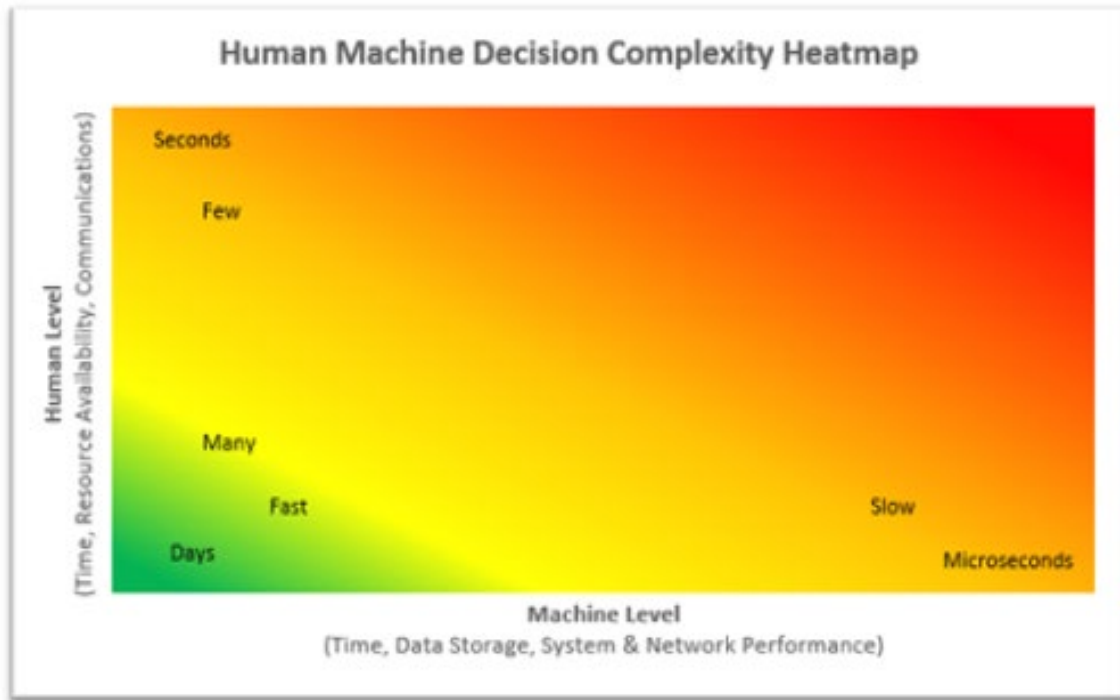 Human Machine Decision Complexity Heatmap
Human Level
(Time, Resource Availability, Communications)
Seconds
Few
Many
Fast
Slow
Days
Microseconds
Machine Level
(Time, Data Storage, System & Network Performance)